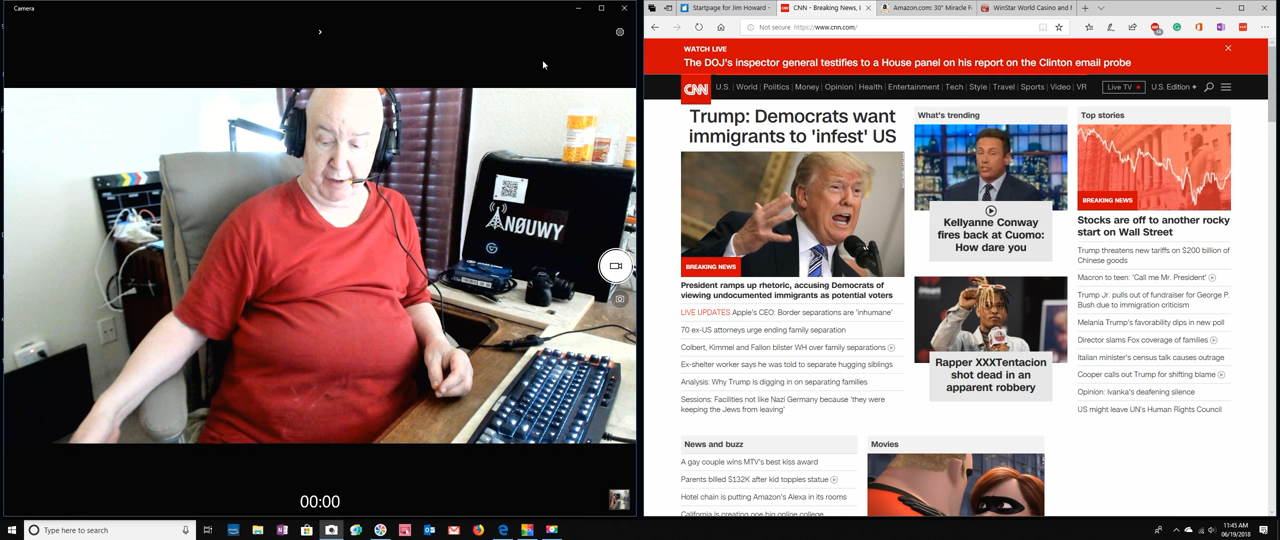 Camera
NØUWY
00:00
Startpage for Jim Howard -
CNN - Breaking News, L
Amazon.com: 30" Miracle F
WinStar World Casino and R
Not secure https://www.cnn.com/
WATCH LIVE
The DOJ's inspector general testifies to a House panel on his report on the Clinton email probe
CNN
U.S. | World | Politics | Money | Opinion | Health | Entertainment | Tech | Style | Travel | Sports | Video | VR
Live TV
U.S. Edition +
Trump: Democrats want
immigrants to 'infest' US
BREAKING NEWS
President ramps up rhetoric, accusing Democrats of
viewing undocumented immigrants as potential voters
LIVE UPDATES Apple's CEO: Border separations are 'inhumane'
70 ex-US attorneys urge ending family separation
Colbert, Kimmel and Fallon blister WH over family separations
Ex-shelter worker says he was told to separate hugging siblings
Analysis: Why Trump is digging in on separating families
Sessions: Facilities not like Nazi Germany because 'they were
keeping the Jews from leaving'
What's trending
Kellyanne Conway
fires back at Cuomo:
How dare you
Rapper XXXTentacion
shot dead in an
apparent robbery
Top stories
BREAKING NEWS
Stocks are off to another rocky
start on Wall Street
Trump threatens new tariffs on $200 billion of
Chinese goods
Macron to teen: 'Call me Mr. President'
Trump Jr. pulls out of fundraiser for George P.
Bush due to immigration criticism
Melania Trump's favorability dips in new poll
Director slams Fox coverage of families
Italian minister's census talk causes outrage
Cooper calls out Trump for shifting blame
Opinion: Ivanka's deafening silence
US might leave UN's Human Rights Council
News and buzz
A gay couple wins MTV's best kiss award
Parents billed $132K after kid topples statue
Hotel chain is putting Amazon's Alexa in its rooms
California is creating one big online college
Movies
Type here to search
11:45 AM
06/19/2018